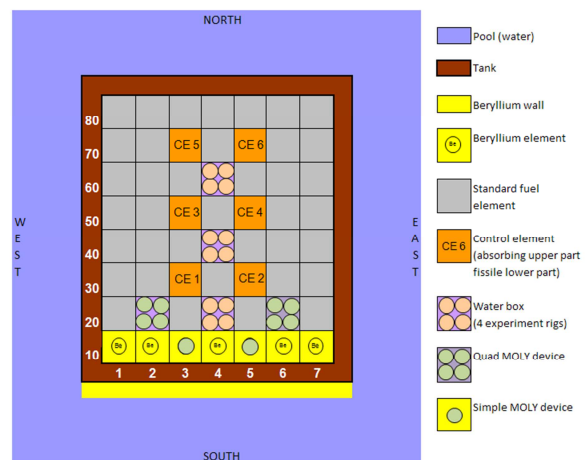 NORTH
WEST
EAST
SOUTH
80
70
60
50
40
30
20
10
CE 5
CE 6
CE 3
CE 4
CE 1
CE 2
Be
Be
Be
Be
Be
1
2
3
4
5
6
7
Pool (water)
Tank
Beryllium wall
Be
Beryllium element
Standard fuel
element
CE 6
Control element
(absorbing upper part
fissile lower part)
Water box
(4 experiment rigs)
Quad MOLY device
Simple MOLY device